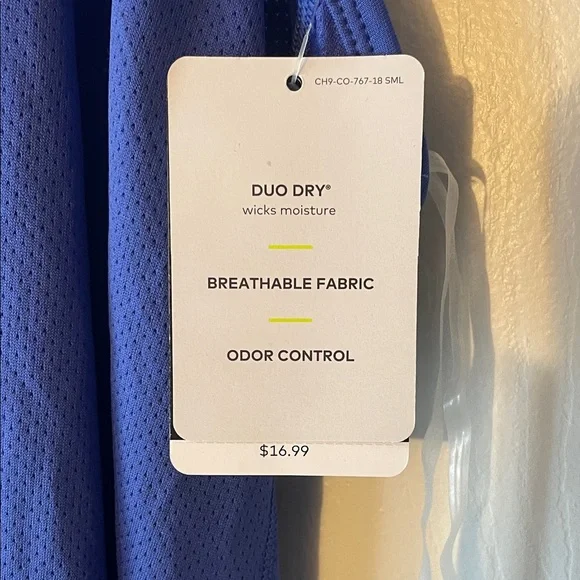 CH9-CO-767-18 SML
DUO DRY®
wicks moisture
BREATHABLE FABRIC
ODOR CONTROL
$16.99